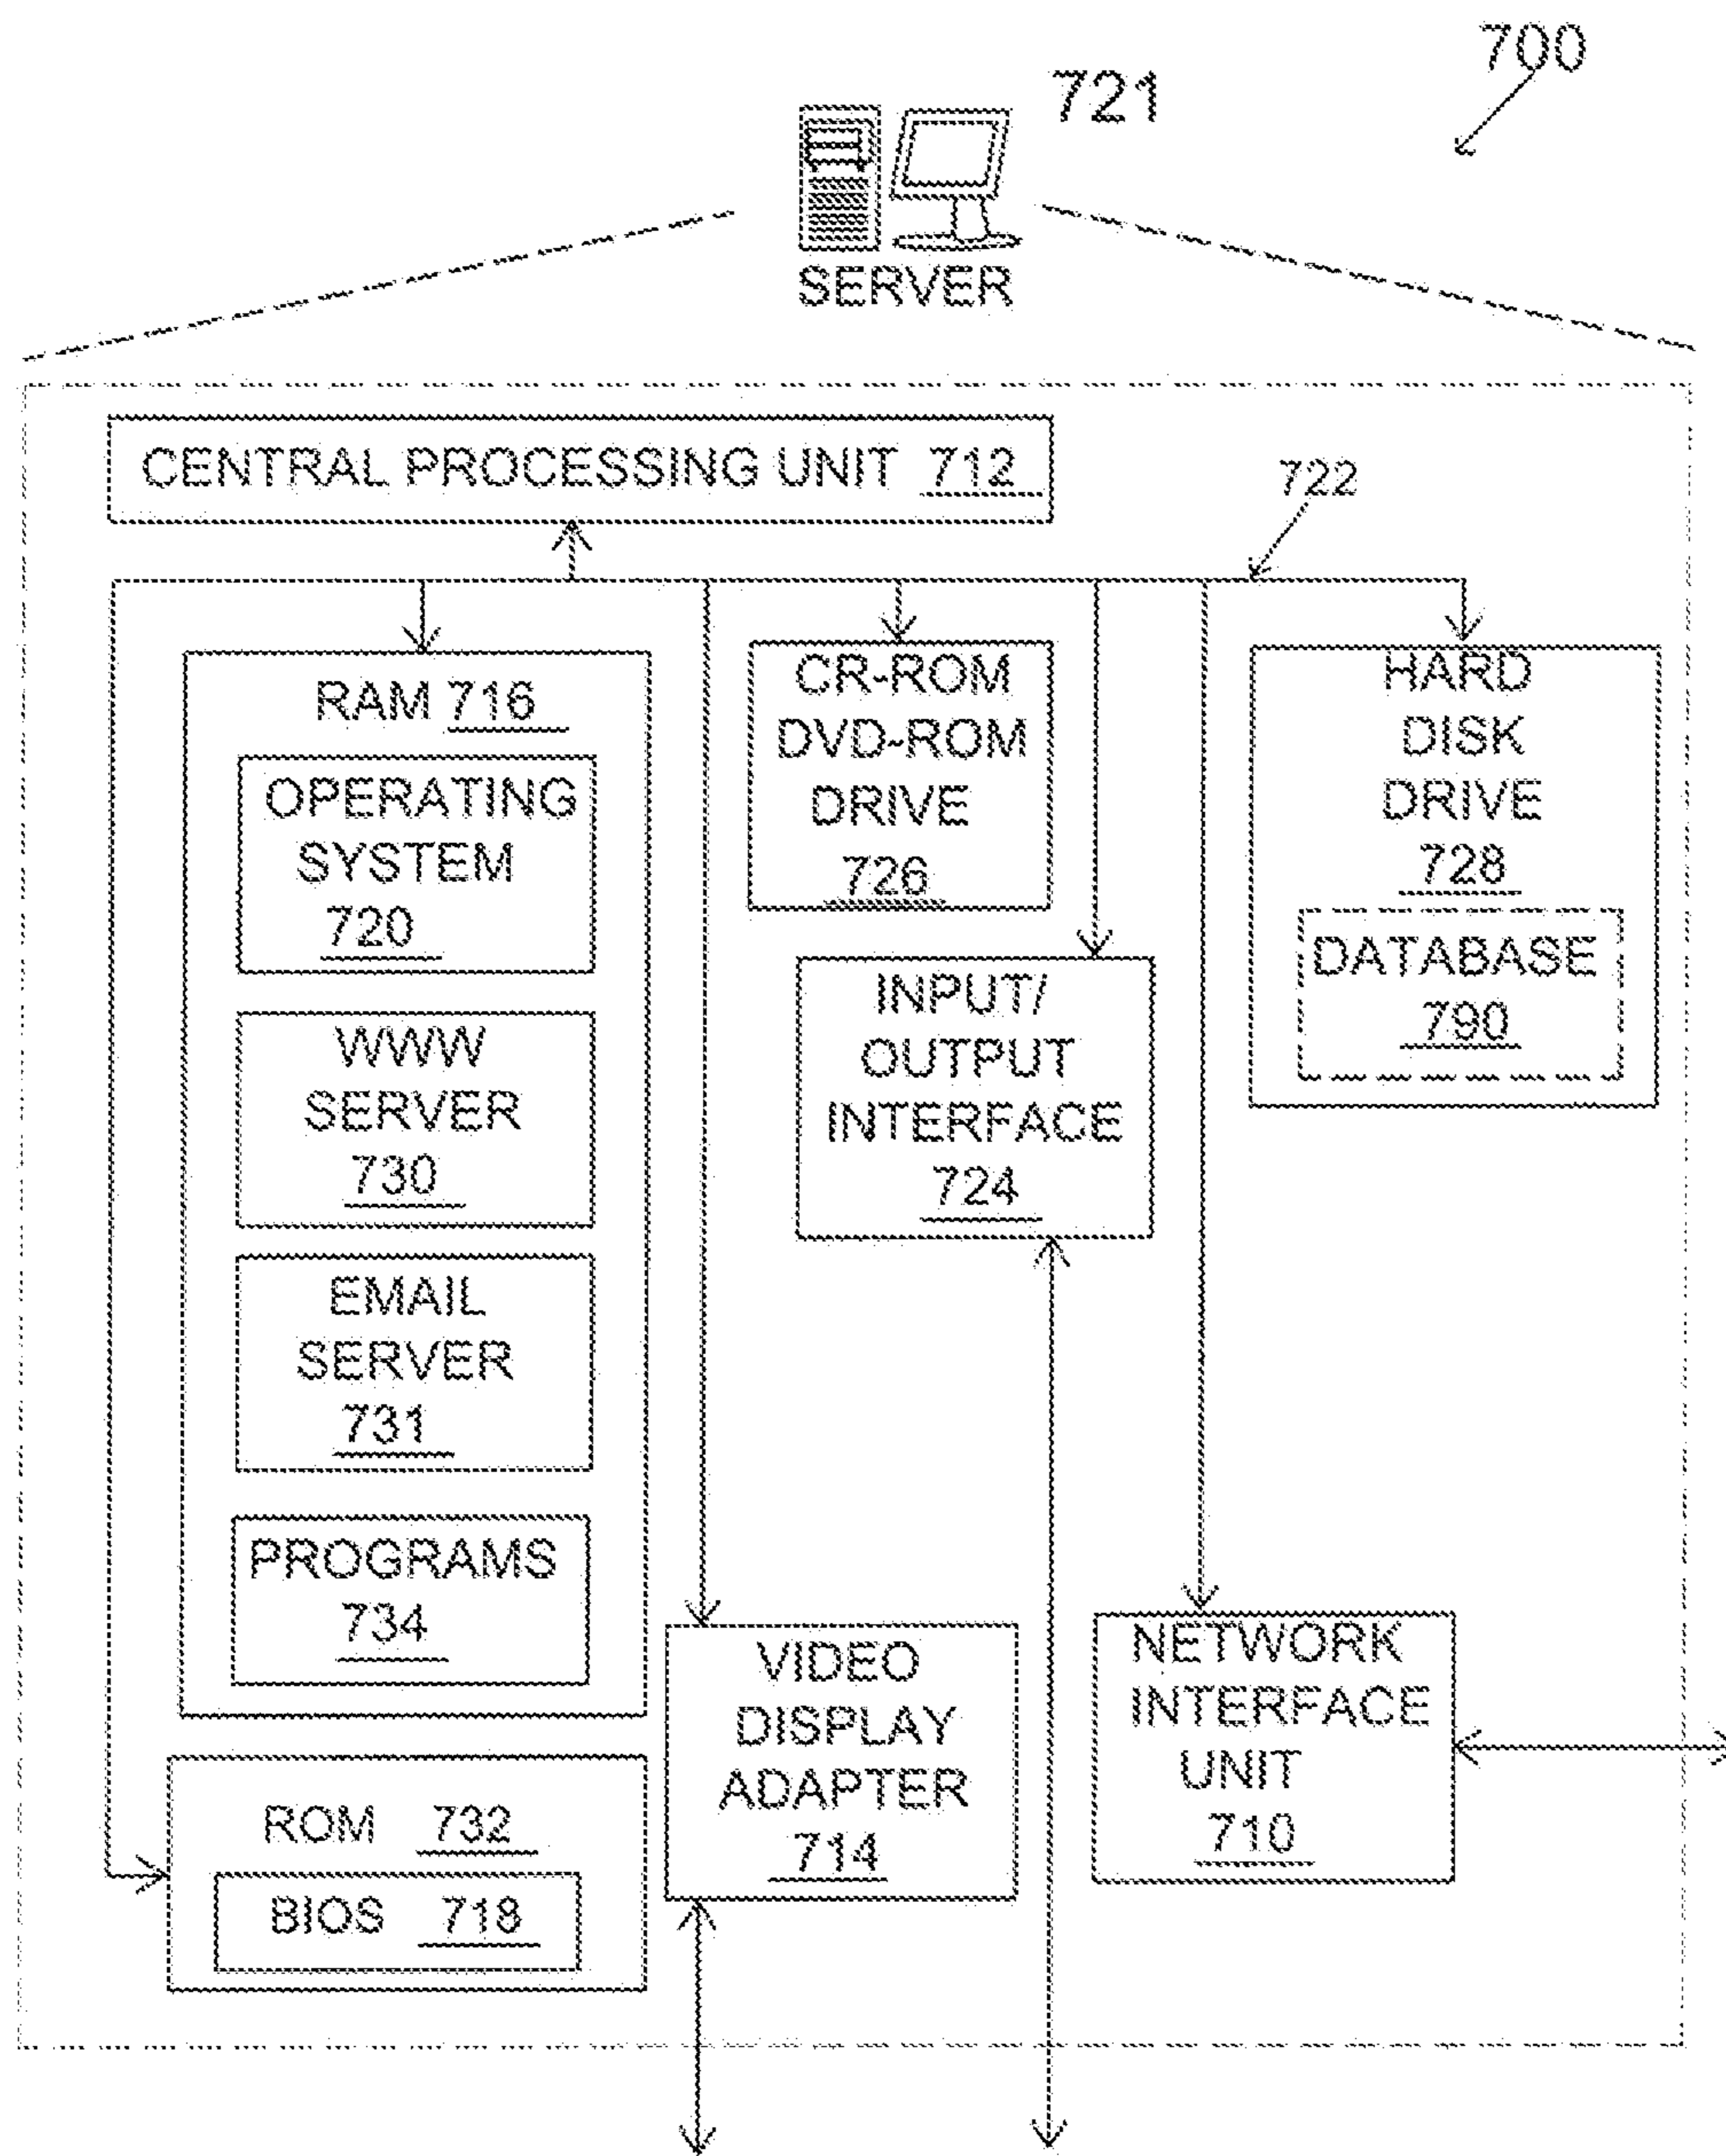 700
721
SERVER
CENTRAL PROCESSING UNIT 712
722
RAM 716
OPERATING
SYSTEM
720
WWW
SERVER
730
EMAIL
SERVER
731
PROGRAMS
734
ROM 732
BIOS 718
CR-ROM
DVD-ROM
DRIVE
726
INPUT/
OUTPUT
INTERFACE
724
HARD
DISK
DRIVE
728
DATABASE
790
VIDEO
DISPLAY
ADAPTER
714
NETWORK
INTERFACE
UNIT
710